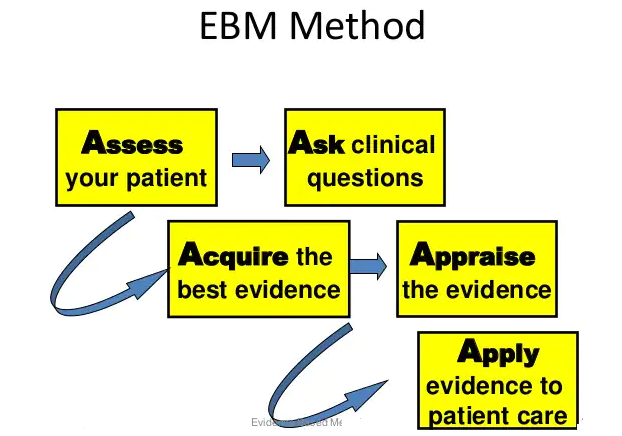 EBM Method
Assess
your patient
Ask clinical
questions
Acquire the
best evidence
Appraise
the evidence
Apply
evidence to
patient care